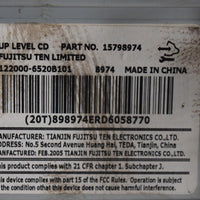 UP LEVEL CD PART NO. 15798974
FUJITSU TEN LIMITED
122000-6520B101 8974 MADE IN CHINA
(20T)898974ERD6058770
MANUFACTURER: TIANJIN FUJITSU TEN ELECTRONICS CO.,LTD.
ADDRESS: No.5 Second Avenue Huang Hai, TEDA, Tianjin, Chin
MANUFACTURED: FEB.2005 TIANJIN FUJITSU TEN ELECTRONICS CO.,LTD.
This product complies with 21 CFR chapter 1. Subchapter J.
This device complies with part 15 of the FCC Rules. Operation is
subject to the condition that this device does not cause harmful